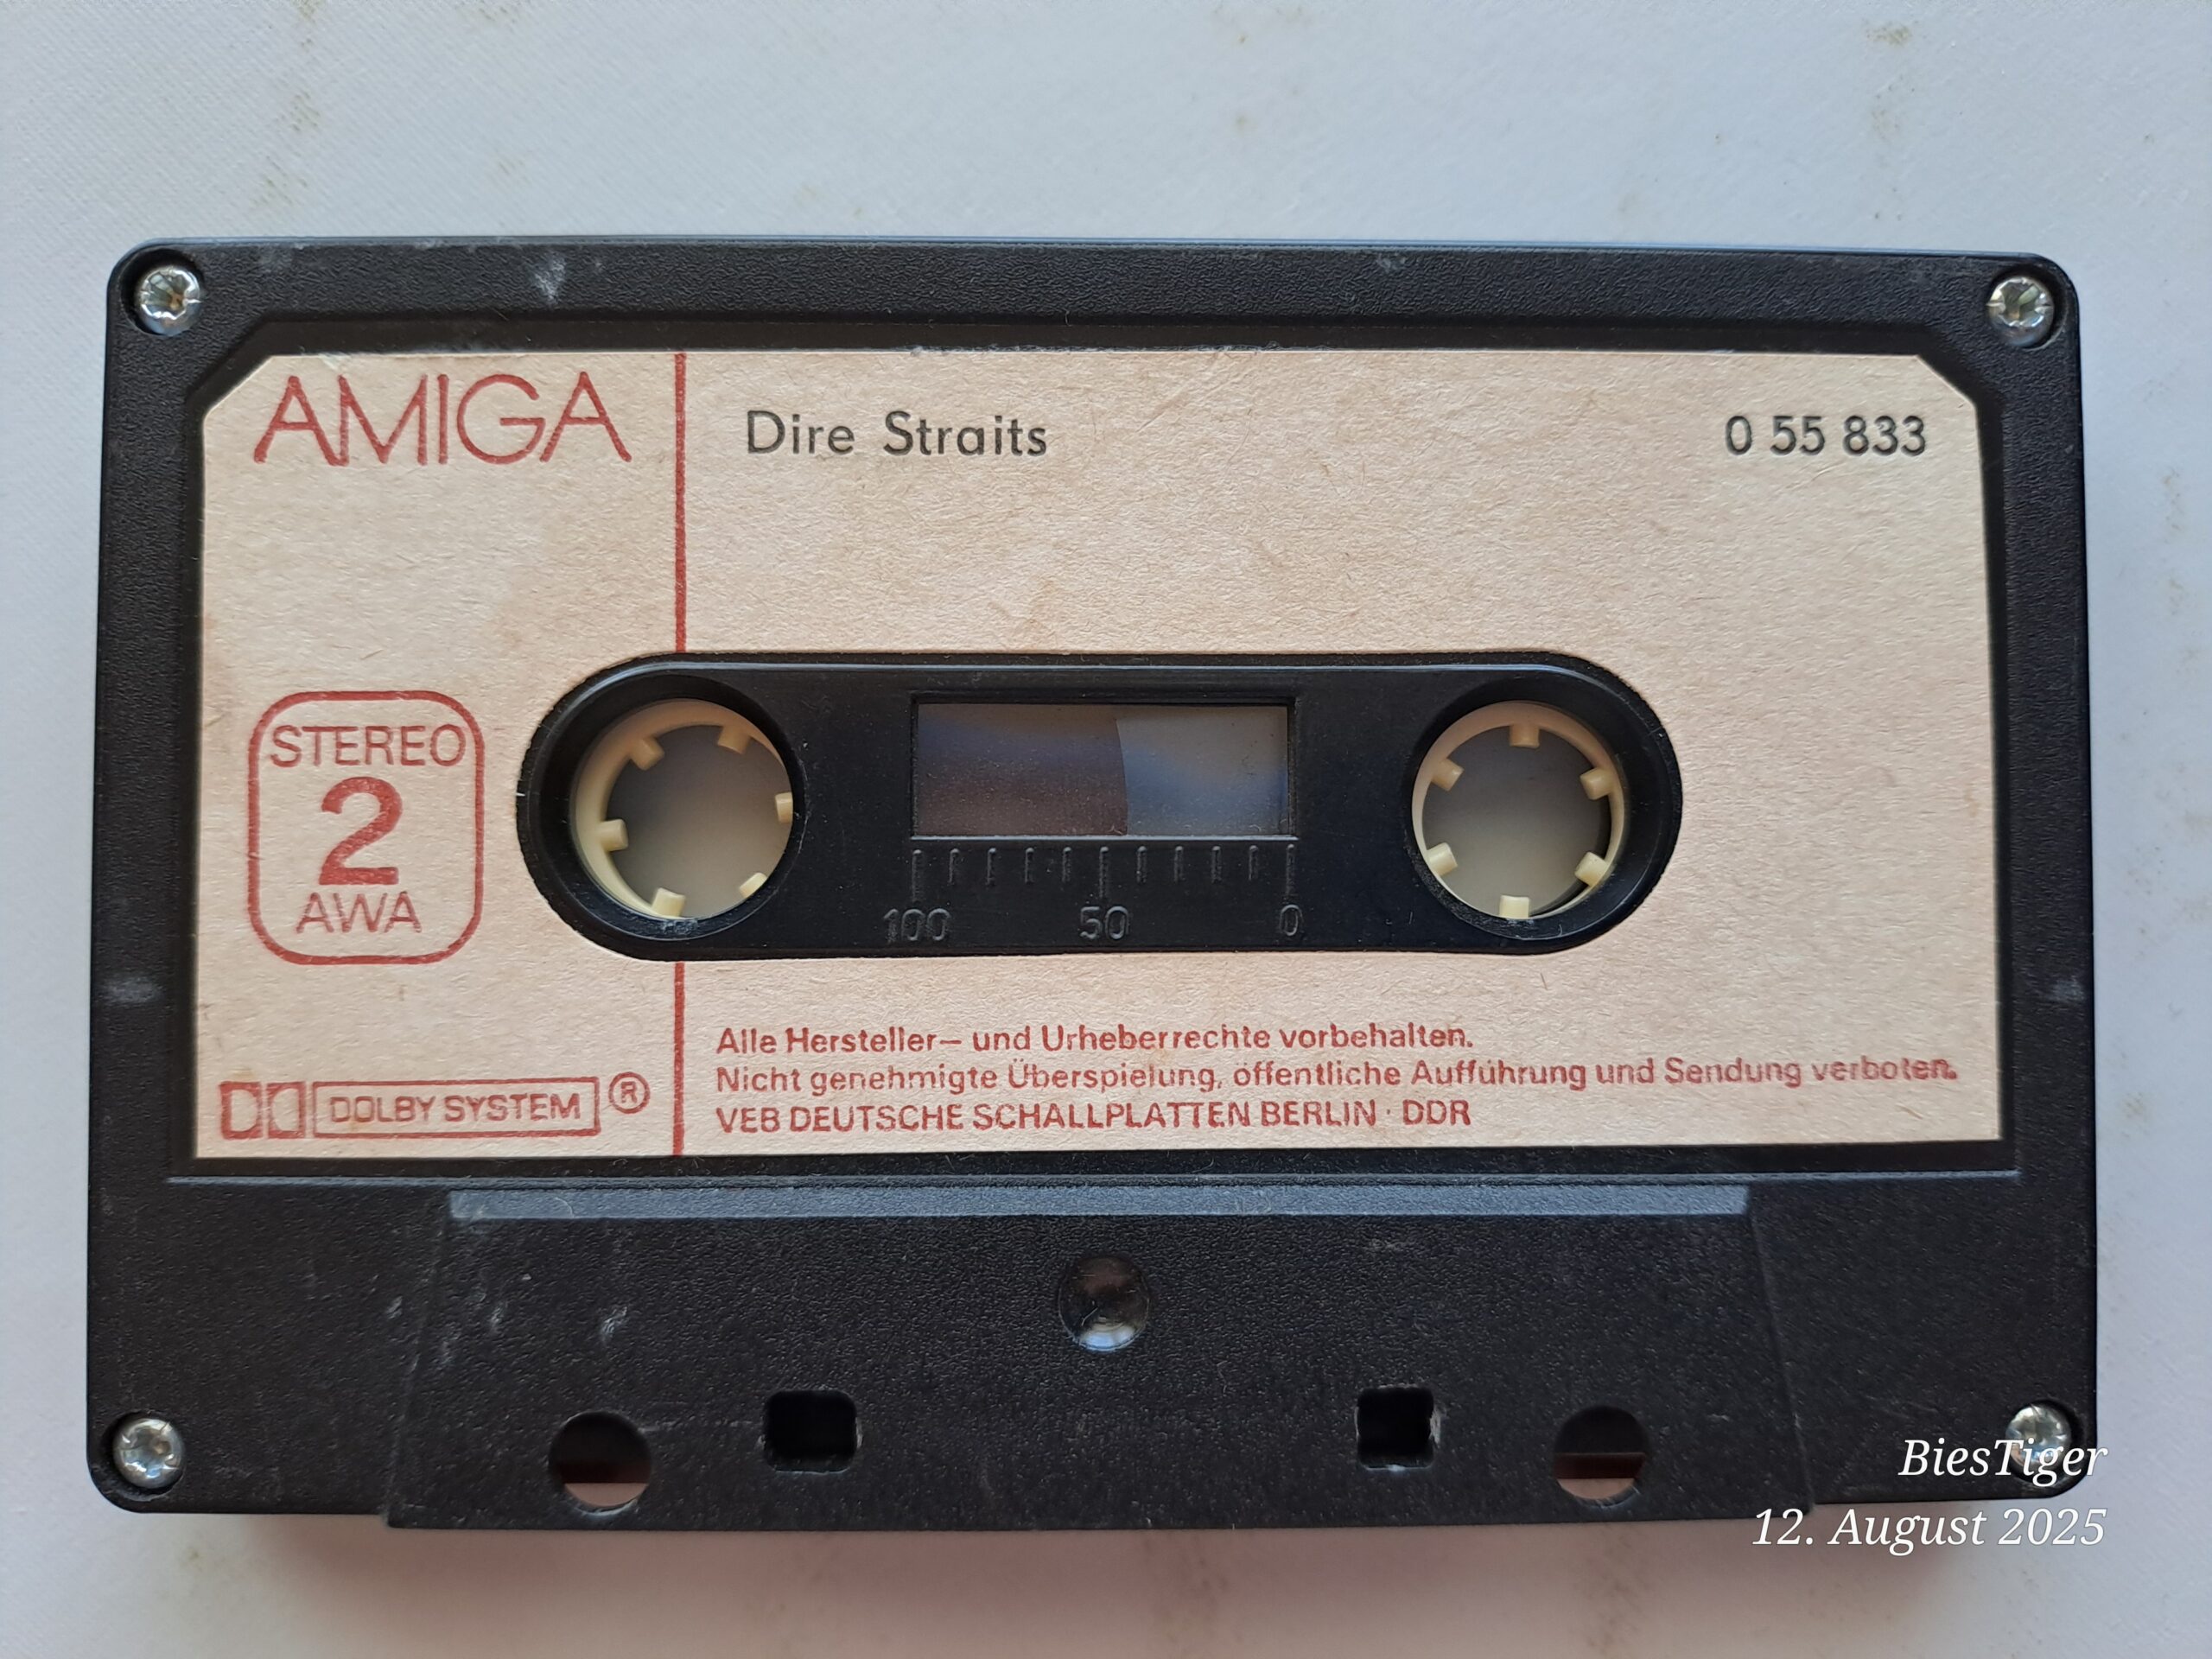 AMIGA
Dire Straits
0 55 833
STEREO
2
AWA
100 50 0
DOLBY SYSTEM ®
Alle Hersteller– und Urheberrechte vorbehalten.
Nicht genehmigte Überspielung, öffentliche Aufführung und Sendung verboten.
VEB DEUTSCHE SCHALLPLATTEN BERLIN · DDR
BiesTiger
12. August 2025